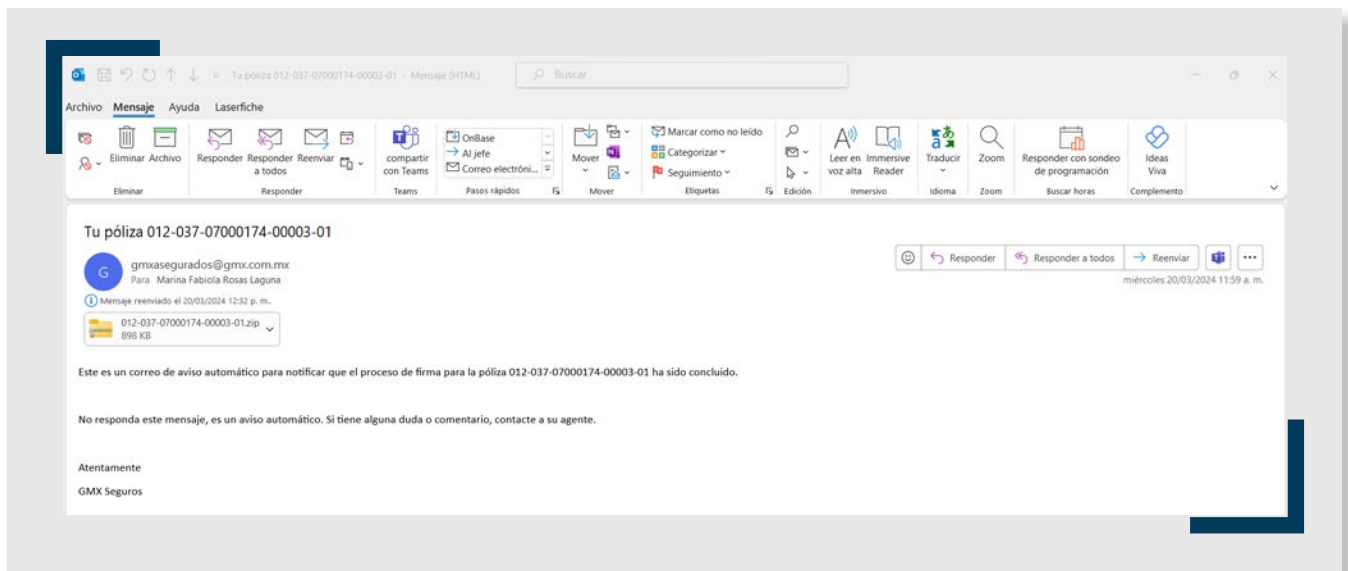 Tu póliza 012-037-07000174-00003-01 - Mensaje (HTML)
Buscar
Archivo Mensaje Ayuda Laserfiche
Eliminar Archivo
Responder Responder a todos Reenviar
compartir con Teams
OnBase
Al jefe
Correo electróni...
Mover
Marcar como no leído
Categorizar
Seguimiento
Leer en voz alta Immersive Reader
Traducir
Zoom
Responder con sondeo de programación
Ideas Viva
Eliminar Responder Teams Pasos rápidos Mover Etiquetas Edición Inmersivo Idioma Zoom Buscar horas Complemento
Tu póliza 012-037-07000174-00003-01
G
gmxasegurados@gmx.com.mx
Para Marina Fabiola Rosas Laguna
Responder Responder a todos Reenviar
miércoles 20/03/2024 11:59 a. m.
Mensaje reenviado el 20/03/2024 12:32 p. m.
012-037-07000174-00003-01.zip
898 KB
Este es un correo de aviso automático para notificar que el proceso de firma para la póliza 012-037-07000174-00003-01 ha sido concluido.
No responda este mensaje, es un aviso automático. Si tiene alguna duda o comentario, contacte a su agente.
Atentamente
GMX Seguros